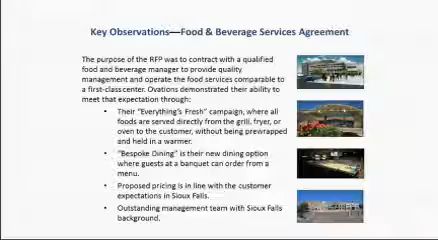 Key Observations—Food & Beverage Services Agreement
The purpose of the RFP was to contract with a qualified
food and beverage manager to provide quality
management and operate the food services comparable to
a first-class center. Ovations demonstrated their ability to
meet that expectation through:
• Their “Everything’s Fresh” campaign, where all
foods are served directly from the grill, fryer, or
oven to the customer, without being prewrapped
and held in a warmer.
• “Bespoke Dining” is their new dining option
where guests at a banquet can order from a
menu.
• Proposed pricing is in line with the customer
expectations in Sioux Falls.
• Outstanding management team with Sioux Falls
background.